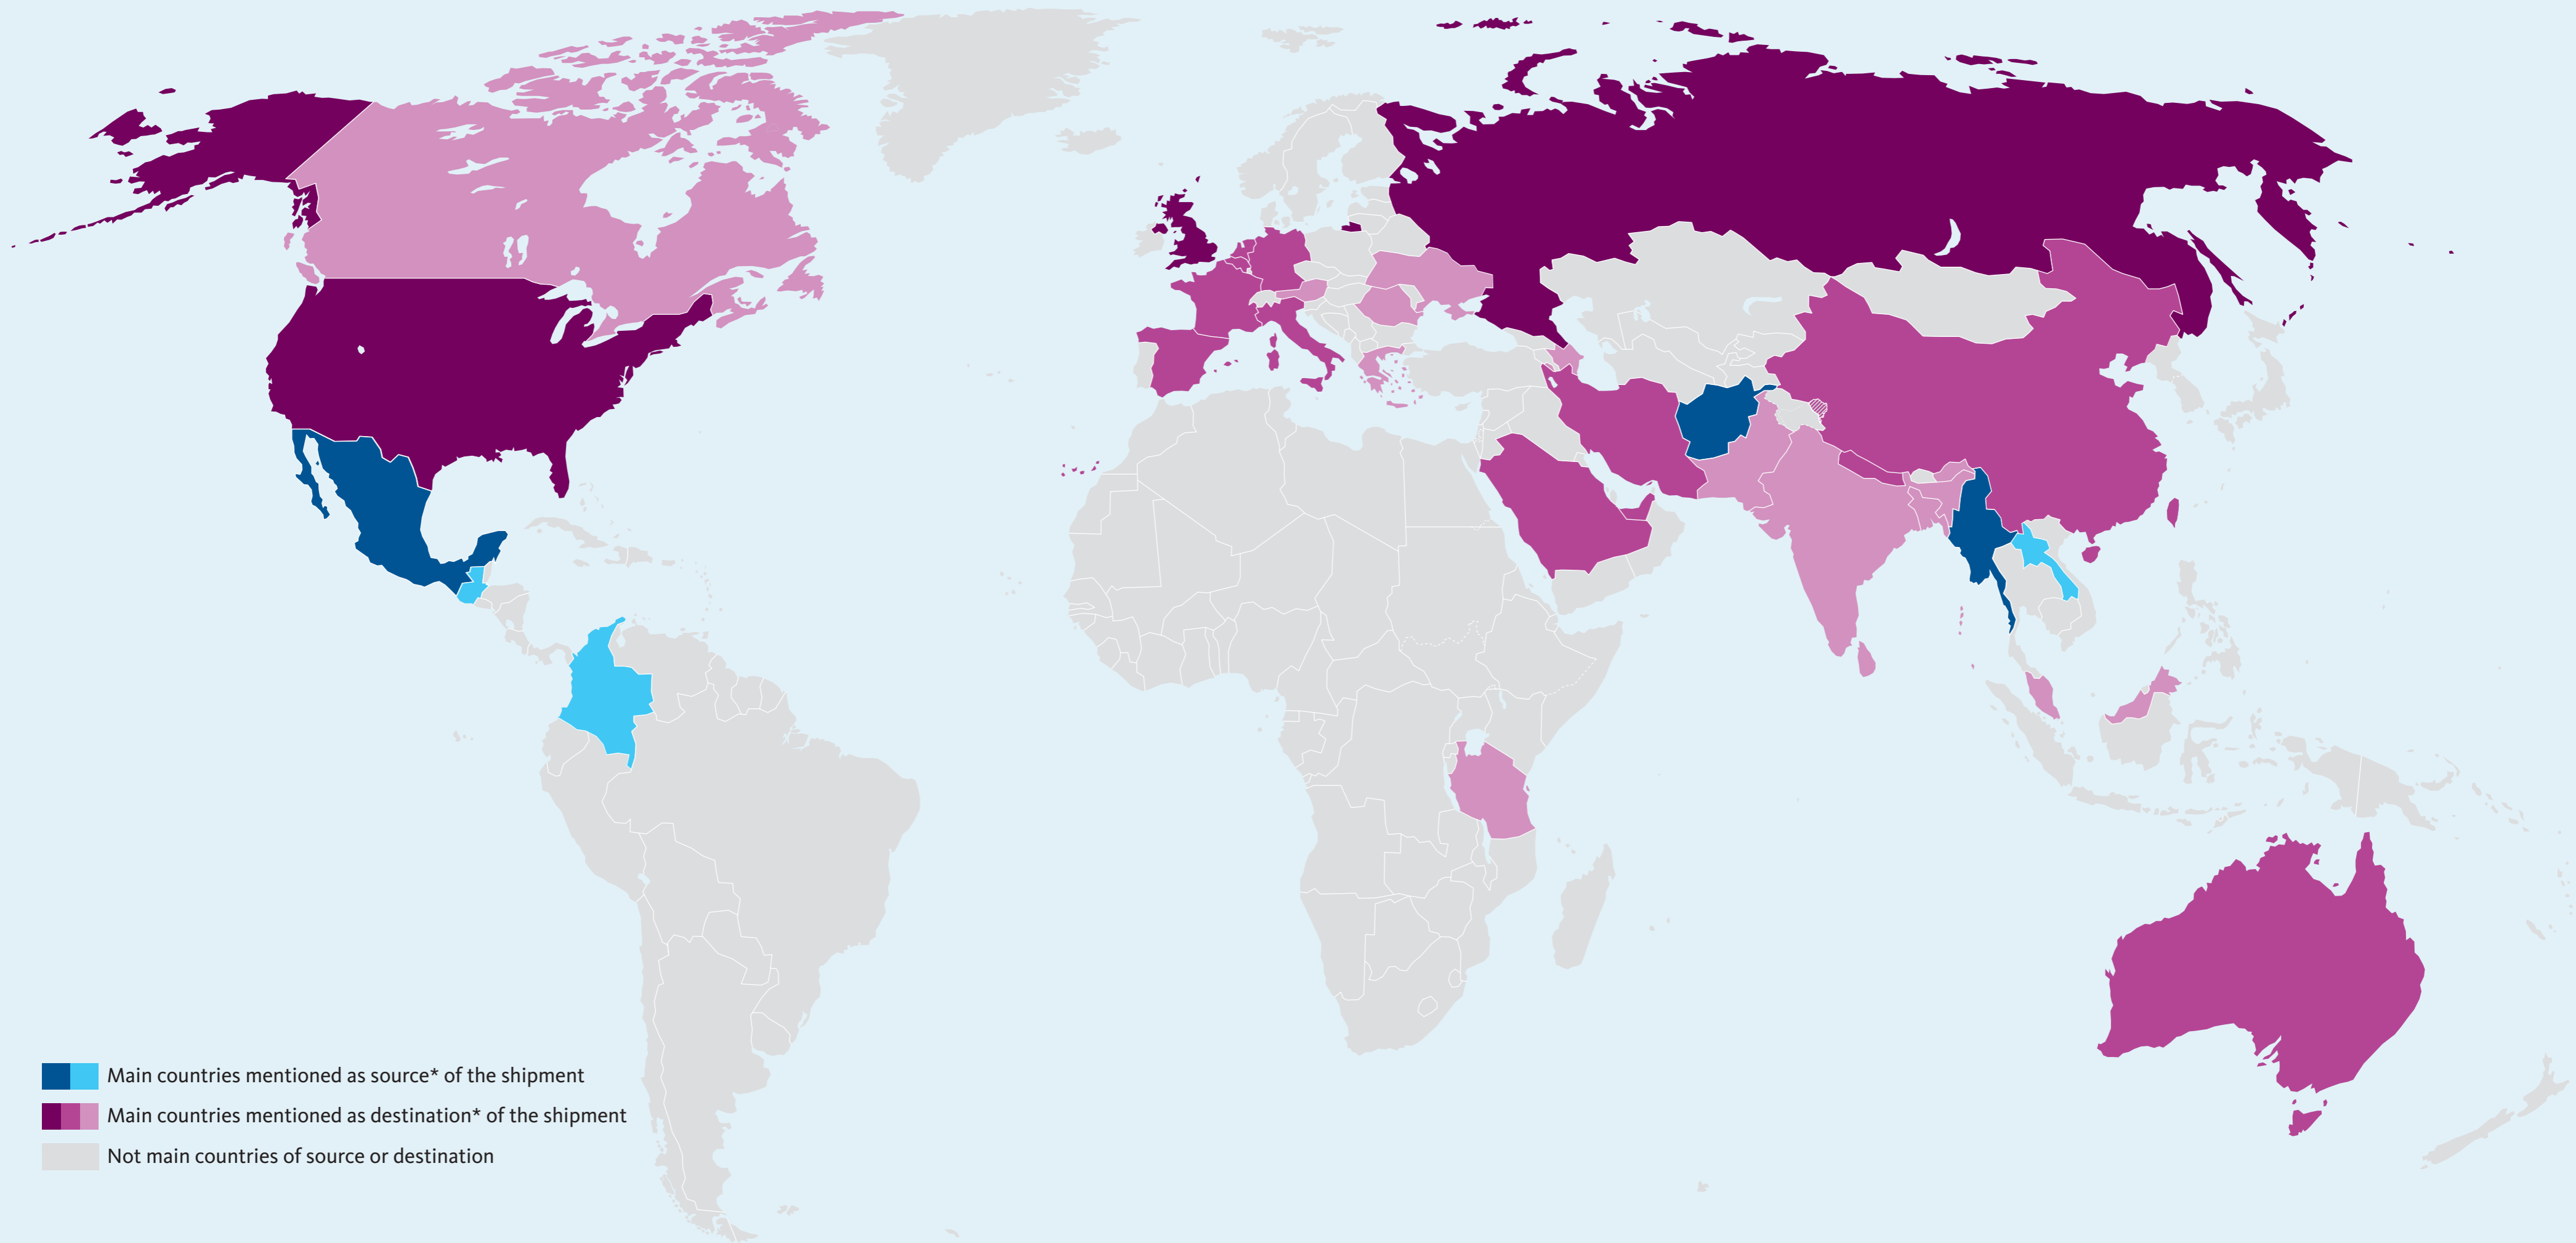 Main countries mentioned as source* of the shipment
Main countries mentioned as destination* of the shipment
Not main countries of source or destination